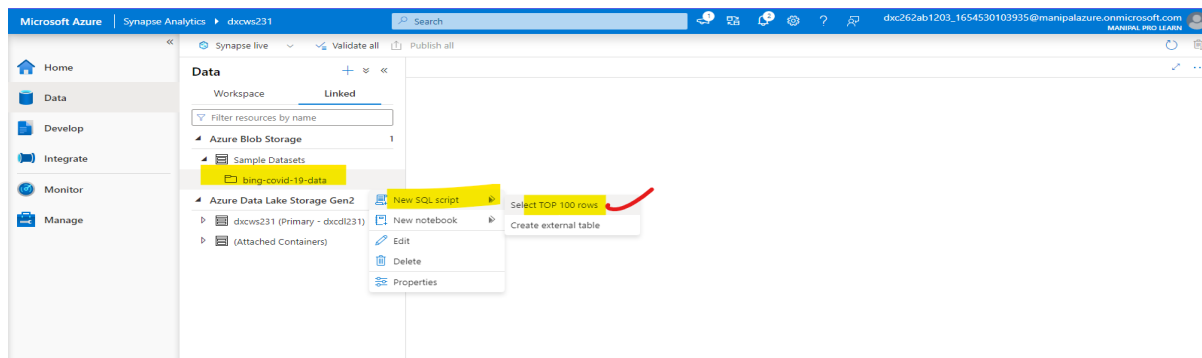 Microsoft Azure | Synapse Analytics ▸ dxcws231
Search
1
2
?
dxc262ab1203_1654530103935@manipalazure.onmicrosoft.com
MANIPAL PRO LEARN
«
Synapse live
Validate all
Publish all
Home
Data
Develop
Integrate
Monitor
Manage
Data
+
«
Workspace
Linked
Filter resources by name
Azure Blob Storage 1
Sample Datasets
bing-covid-19-data
Azure Data Lake Storage Gen2
dxcws231 (Primary - dxcdl231)
(Attached Containers)
New SQL script
New notebook
Edit
Delete
Properties
Select TOP 100 rows
Create external table